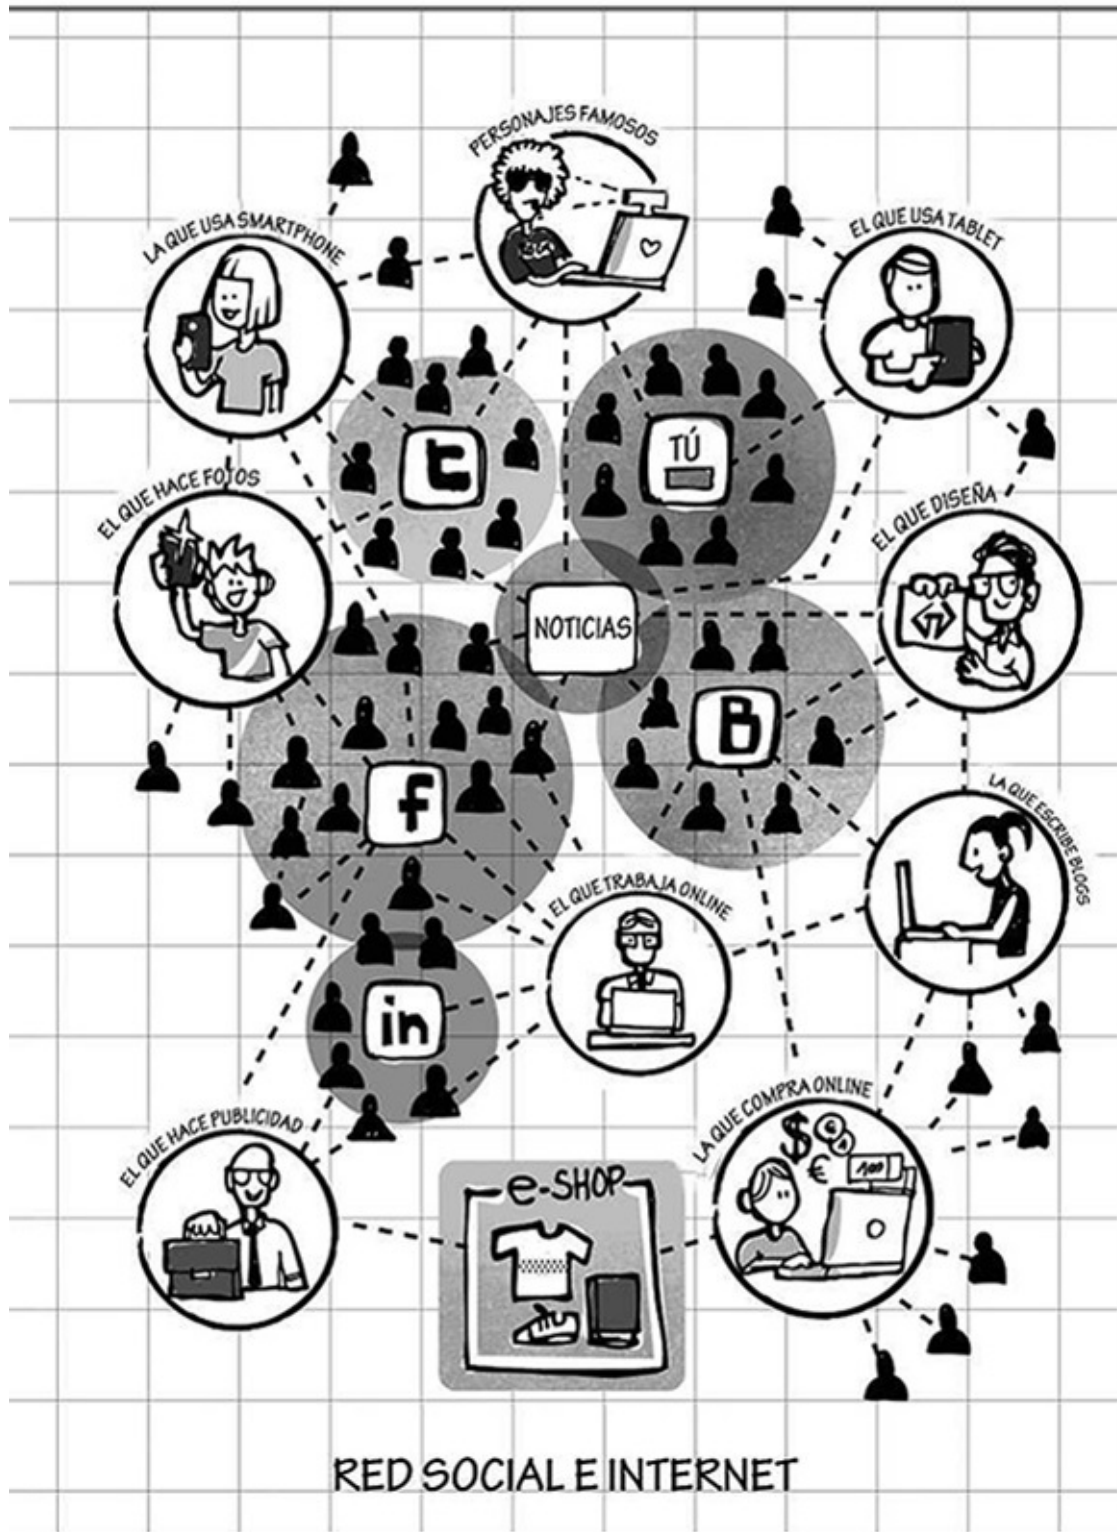 PERSONAJES FAMOSOS
LA QUE USA SMARTPHONE
EL QUE USA TABLET
t
TÚ
EL QUE HACE FOTOS
EL QUE DISEÑA
NOTICIAS
B
f
LA QUE ESCRIBE BLOGS
EL QUE TRABAJA ONLINE
in
LA QUE COMPRA ONLINE
EL QUE HACE PUBLICIDAD
$
€
e-SHOP
RED SOCIAL E INTERNET